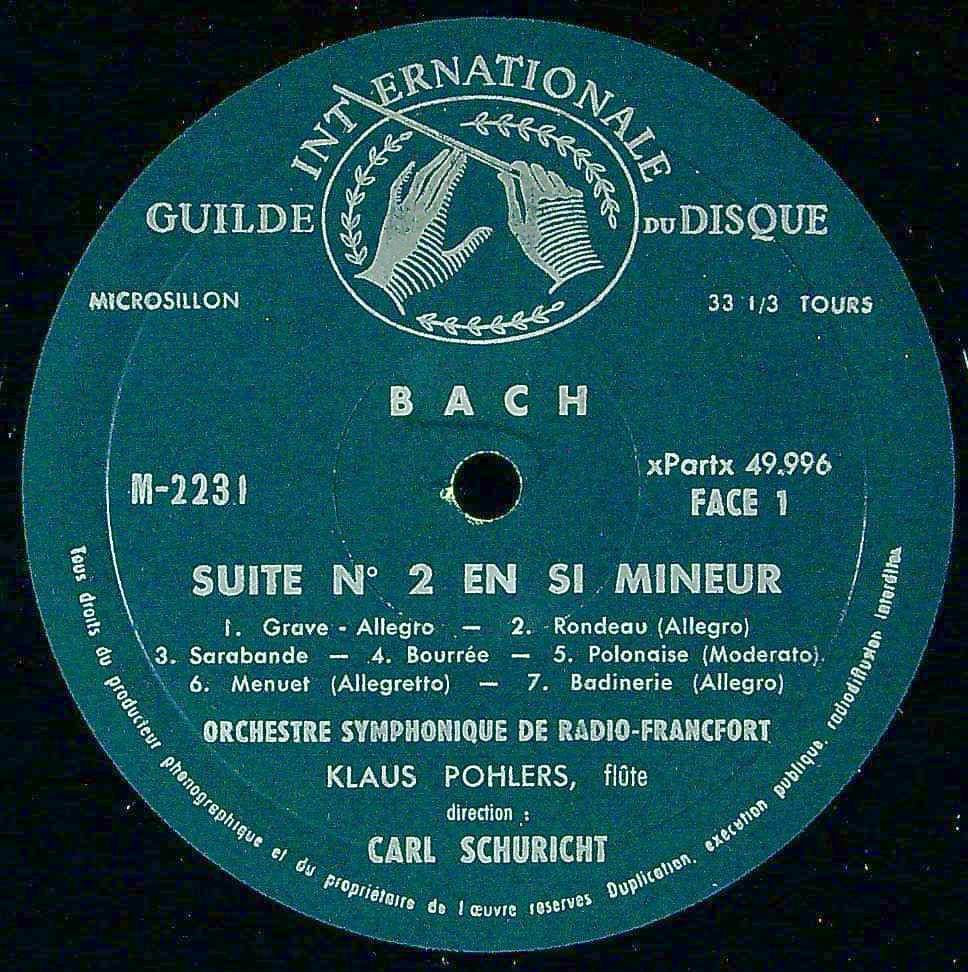 INTERNATIONALE
GUILDE DU DISQUE
MICROSILLON
33 1/3 TOURS
BACH
xPartx 49.996
M-2231
FACE 1
SUITE N° 2 EN SI MINEUR
1. Grave - Allegro — 2. Rondeau (Allegro)
3. Sarabande — 4. Bourrée — 5. Polonaise (Moderato)
6. Menuet (Allegretto) — 7. Badinerie (Allegro)
ORCHESTRE SYMPHONIQUE DE RADIO-FRANCFORT
KLAUS POHLERS, flûte
direction :
CARL SCHURICHT
Tous droits du producteur phonographique et du propriétaire de l'œuvre reserves Duplication, exécution publique, radiodiffusion interdites